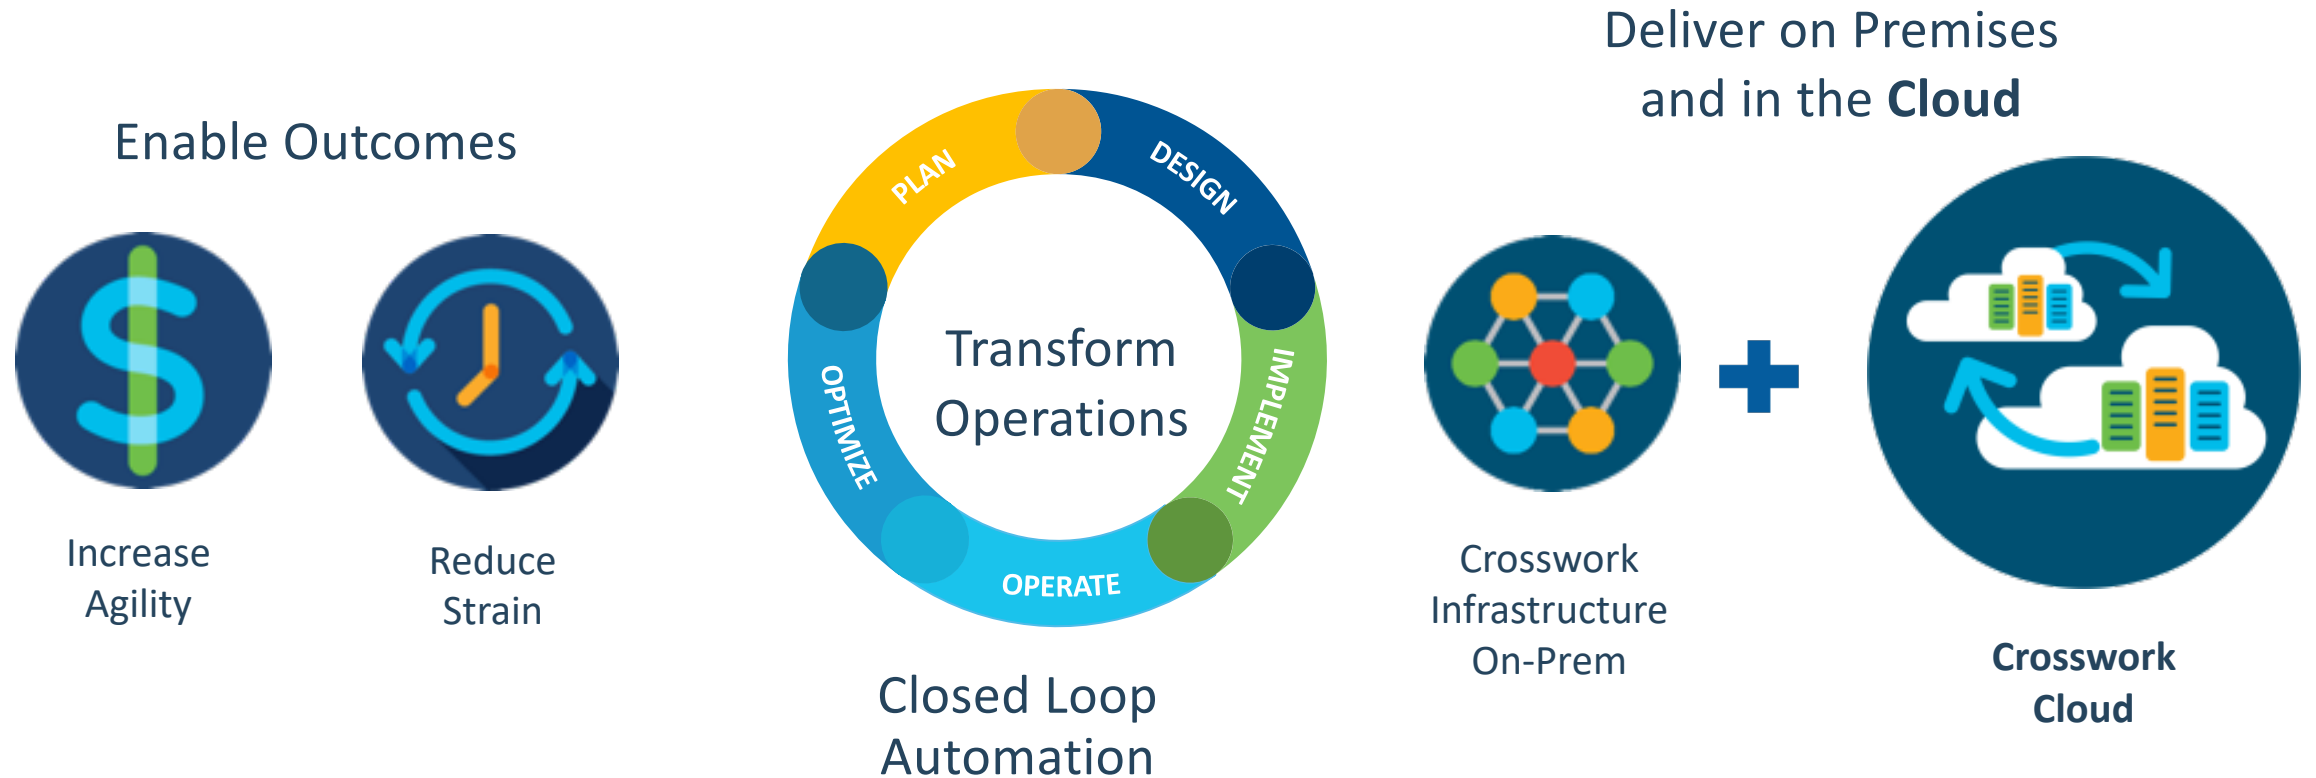 Enable Outcomes
Increase
Agility
Reduce
Strain
PLAN
DESIGN
IMPLEMENT
OPERATE
OPTIMIZE
Transform
Operations
Closed Loop
Automation
Deliver on Premises
and in the Cloud
Crosswork
Infrastructure
On-Prem
Crosswork
Cloud